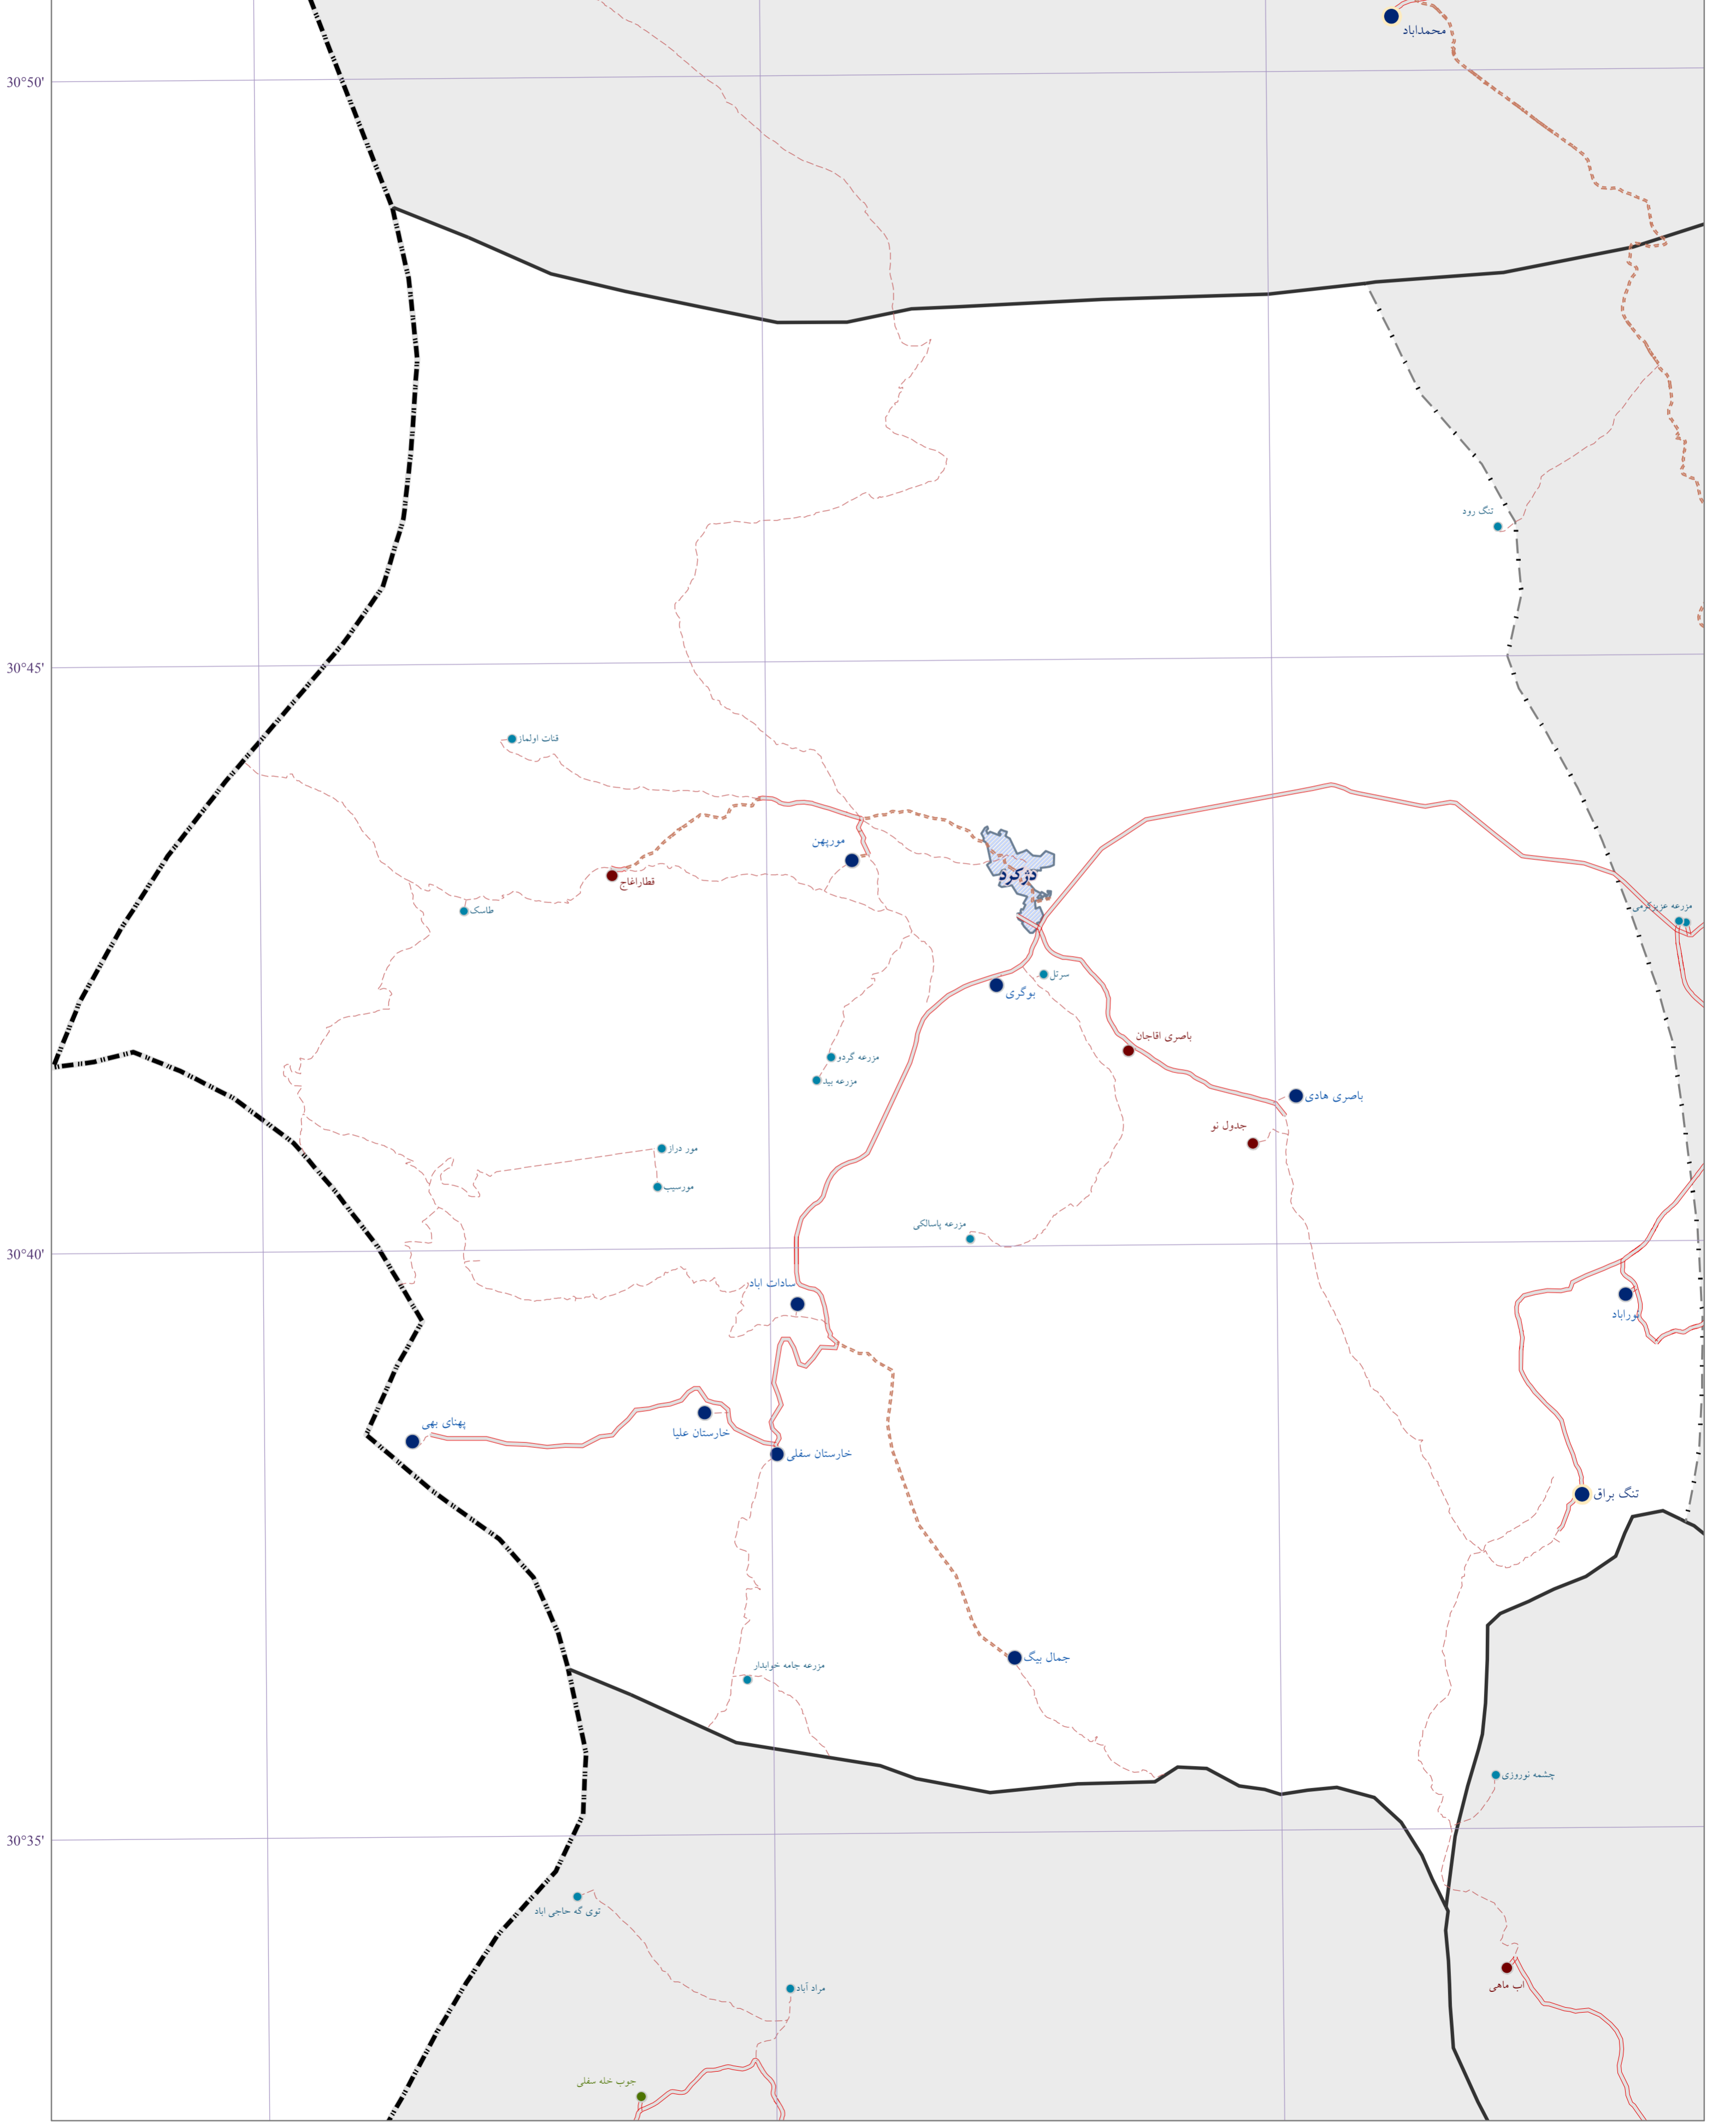 محمداباد
30°50'
تنگ رود
30°45'
قنات اولماز
مورپهن
دژکرد
قطاراغاج
طاسک
مزرعه عزیزکرمی
سرتل
بوگری
باصری اقاجان
مزرعه گردو
مزرعه بید
باصری هادی
جدول نو
مور دراز
مورسیب
مزرعه پاسالکی
30°40'
سادات اباد
نوراباد
پهنای بهی
خارستان علیا
خارستان سفلی
تنگ براق
جمال بیگ
مزرعه جامه خوابدار
چشمه نوروزی
30°35'
توی گه حاجی اباد
اب ماهی
مراد آباد
جوب خله سفلی